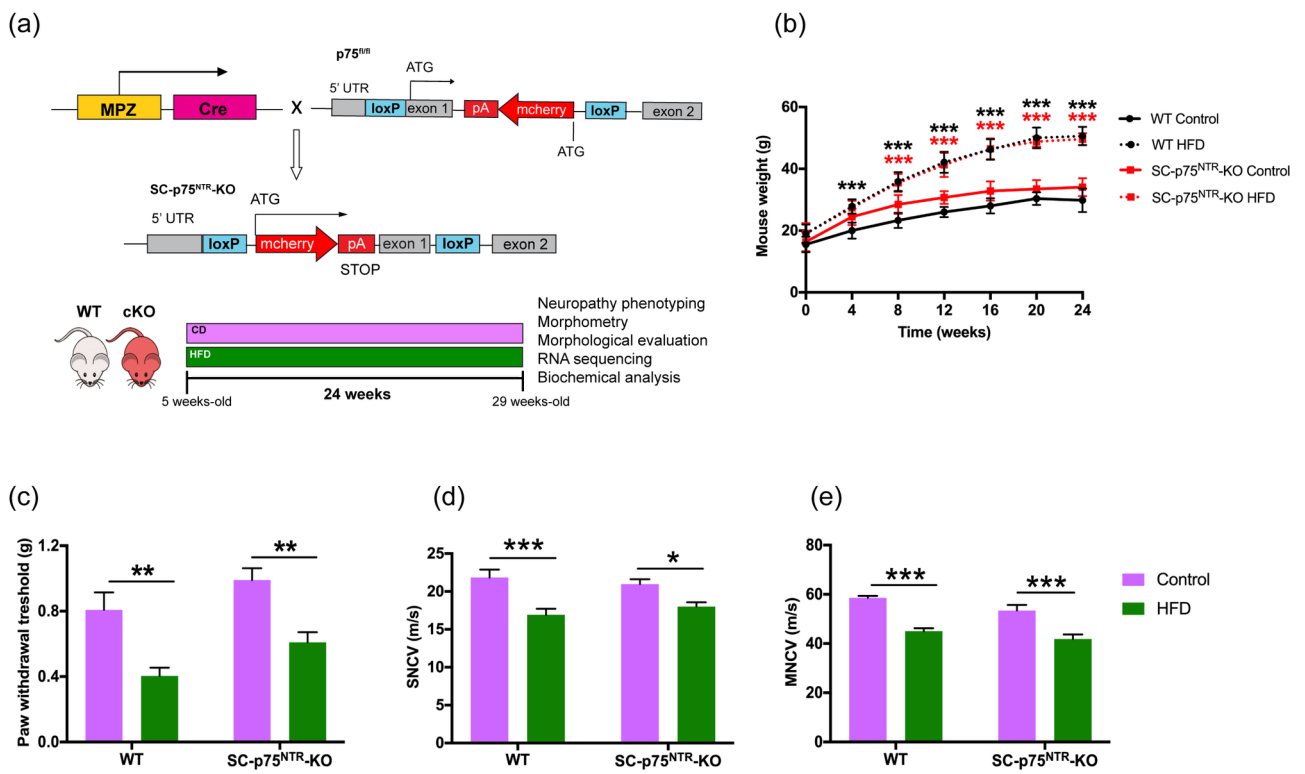 (a)
p75fl/fl
ATG
5' UTR
MPZ Cre X loxP exon 1 pA mcherry loxP exon 2
ATG
SC-p75NTR-KO
ATG
5' UTR
loxP mcherry pA exon 1 loxP exon 2
STOP
WT cKO
CD
HFD
24 weeks
5 weeks-old 29 weeks-old
Neuropathy phenotyping
Morphometry
Morphological evaluation
RNA sequencing
Biochemical analysis
(b)
Mouse weight (g)
60
40
20
0
*** *** *** *** *** ***
*** *** *** *** ***
0 4 8 12 16 20 24
Time (weeks)
WT Control
WT HFD
SC-p75NTR-KO Control
SC-p75NTR-KO HFD
(c)
Paw withdrawal treshold (g)
1.2
0.8
0.4
0.0
** **
WT SC-p75NTR-KO
(d)
SNCV (m/s)
25
20
15
10
5
0
*** *
WT SC-p75NTR-KO
(e)
MNCV (m/s)
80
60
40
20
0
*** ***
WT SC-p75NTR-KO
Control
HFD